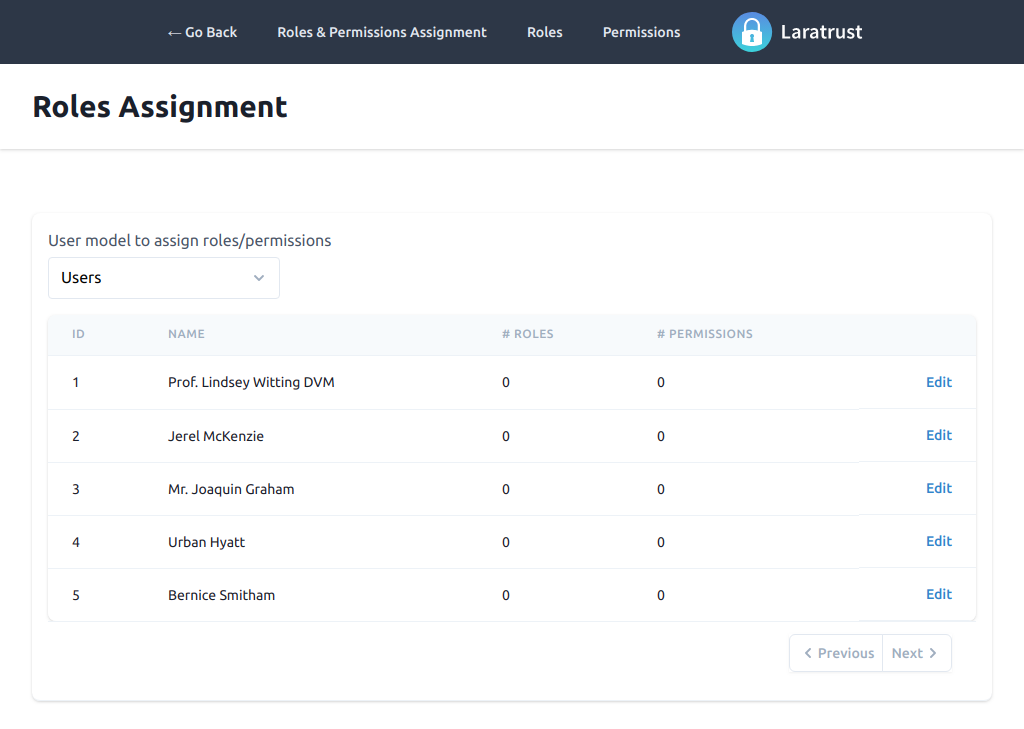 ← Go Back Roles & Permissions Assignment Roles Permissions Laratrust
Roles Assignment
User model to assign roles/permissions
Users
ID NAME # ROLES # PERMISSIONS
1 Prof. Lindsey Witting DVM 0 0 Edit
2 Jerel McKenzie 0 0 Edit
3 Mr. Joaquin Graham 0 0 Edit
4 Urban Hyatt 0 0 Edit
5 Bernice Smitham 0 0 Edit
Previous Next